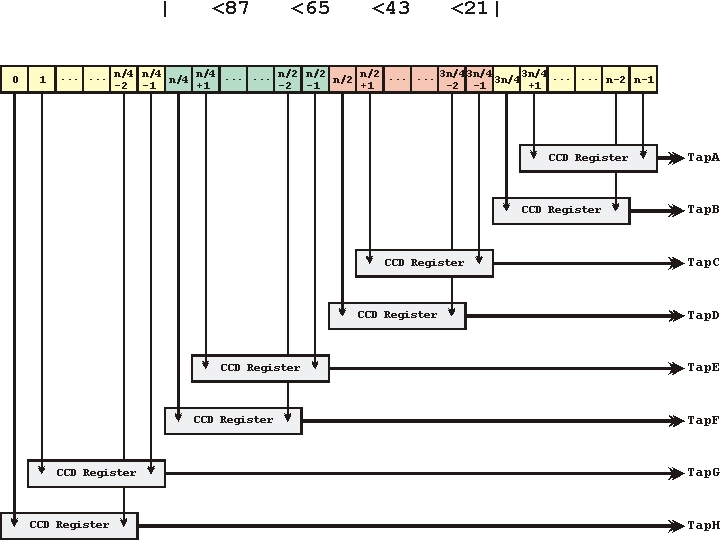 | <87 <65 <43 <21|
0 1 ... ... n/4 -2 n/4 -1 n/4 n/4 +1 ... ... n/2 -2 n/2 -1 n/2 n/2 +1 ... ... 3n/4 -2 3n/4 -1 3n/4 3n/4 +1 ... ... n-2 n-1
CCD Register TapA
CCD Register TapB
CCD Register TapC
CCD Register TapD
CCD Register TapE
CCD Register TapF
CCD Register TapG
CCD Register TapH